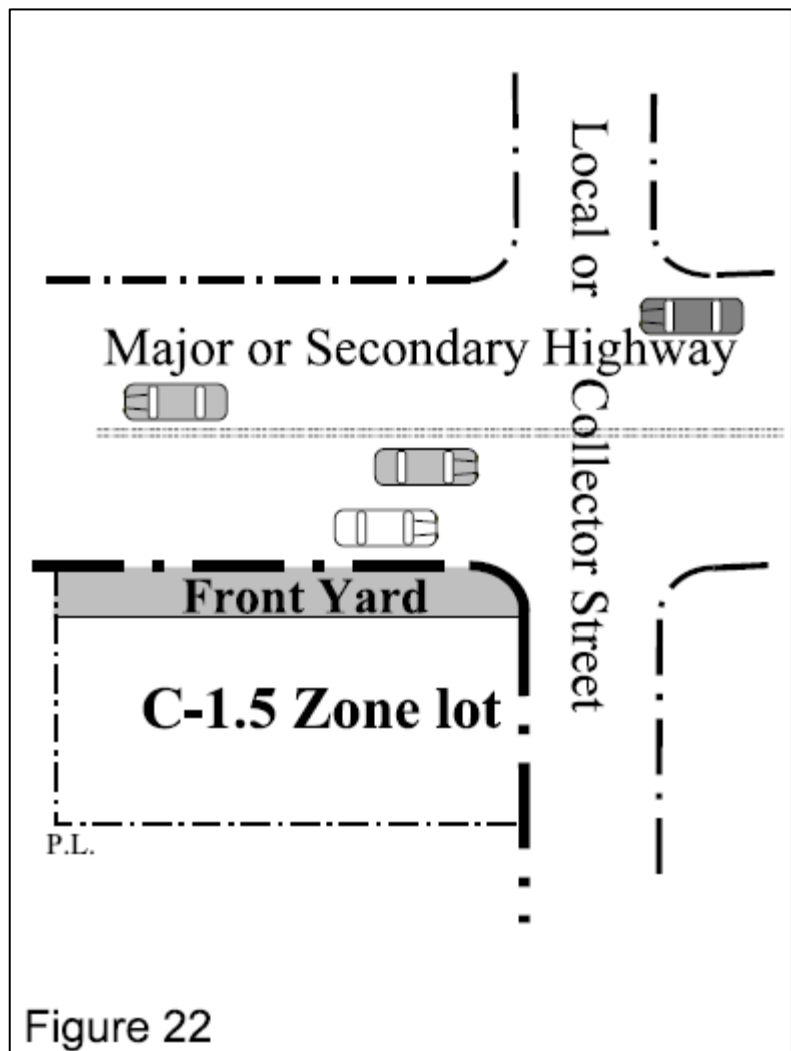 Local or Collector Street
Major or Secondary Highway
Front Yard
C-1.5 Zone lot
P.L.
Figure 22